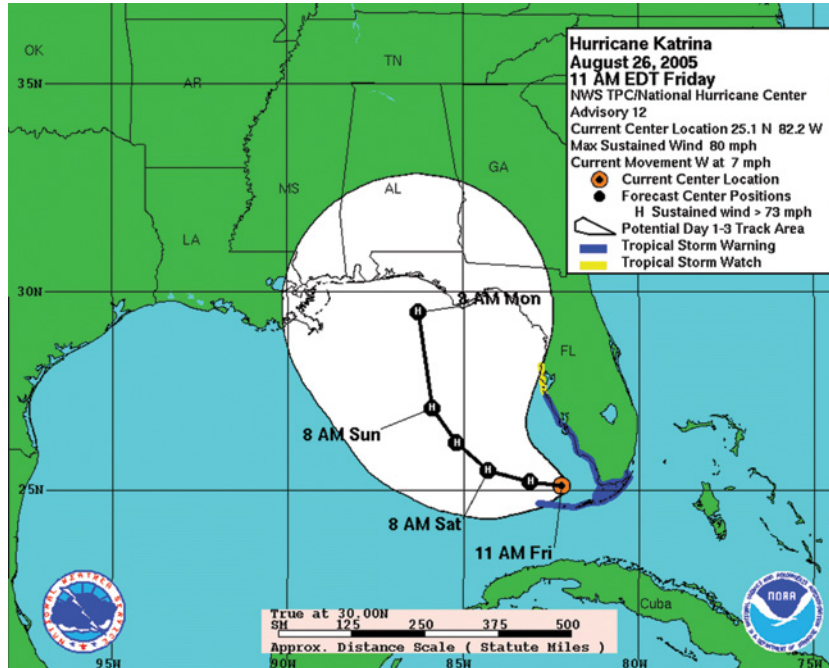 Hurricane Katrina
August 26, 2005
11 AM EDT Friday
NWS TPC/National Hurricane Center
Advisory 12
Current Center Location 25.1 N 82.2 W
Max Sustained Wind 80 mph
Current Movement W at 7 mph
Current Center Location
Forecast Center Positions
H Sustained wind > 73 mph
Potential Day 1-3 Track Area
Tropical Storm Warning
Tropical Storm Watch
OK
TN
35N
AR
GA
MS
AL
LA
30N
8 AM Mon
H
FL
H
8 AM Sun
H
H
H
25N
8 AM Sat
11 AM Fri
Cuba
NATIONAL WEATHER SERVICE
NOAA
True at 30.00N
SM 125 250 375 500
Approx. Distance Scale ( Statute Miles )
95W
90W
85W
80W
75W